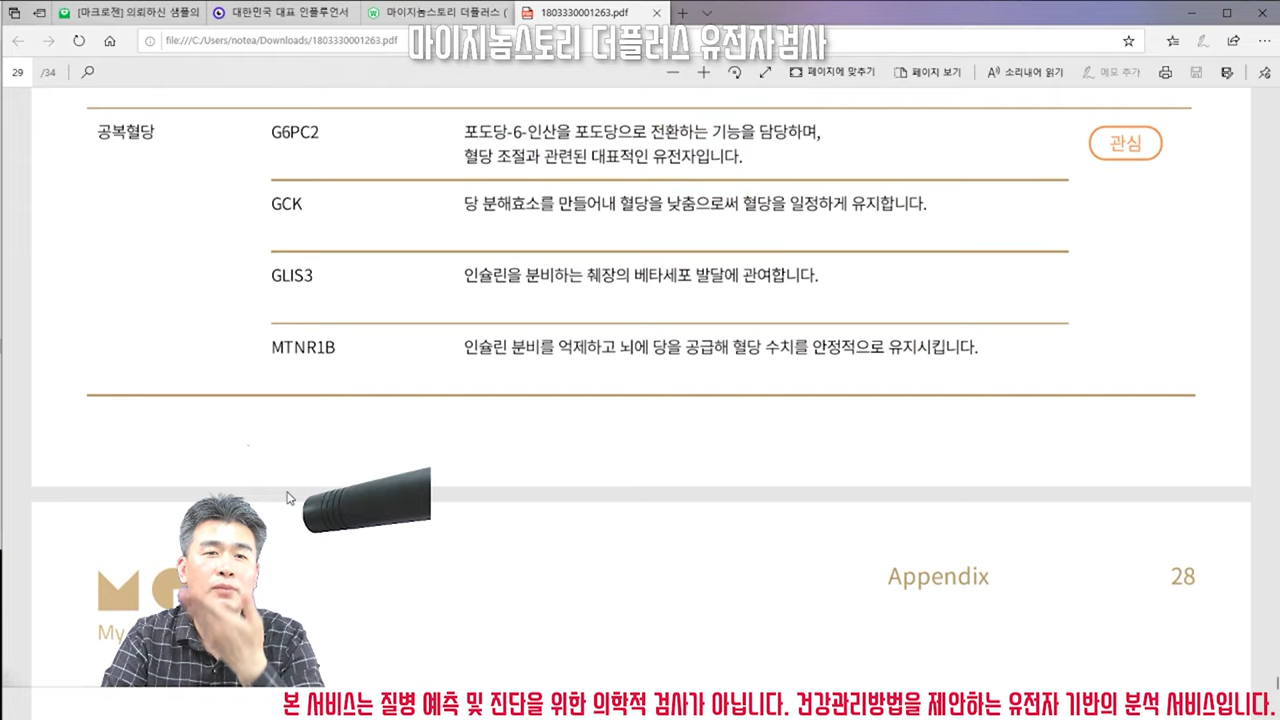 [마크로젠] 의뢰하신 샘플의
대한민국 대표 인플루언서
마이지놈스토리 더플러스 (
1803330001263.pdf
file:///C:/Users/notea/Downloads/1803330001263.pdf
마이지놈스토리 더플러스 유전자검사
29 /34
페이지에 맞추기
페이지 보기
소리내어 읽기
메모 추가
공복혈당
G6PC2
포도당-6-인산을 포도당으로 전환하는 기능을 담당하며,
혈당 조절과 관련된 대표적인 유전자입니다.
관심
GCK
당 분해효소를 만들어내 혈당을 낮춤으로써 혈당을 일정하게 유지합니다.
GLIS3
인슐린을 분비하는 췌장의 베타세포 발달에 관여합니다.
MTNR1B
인슐린 분비를 억제하고 뇌에 당을 공급해 혈당 수치를 안정적으로 유지시킵니다.
Appendix
28
My
본 서비스는 질병 예측 및 진단을 위한 의학적 검사가 아닙니다. 건강관리방법을 제안하는 유전자 기반의 분석 서비스입니다.